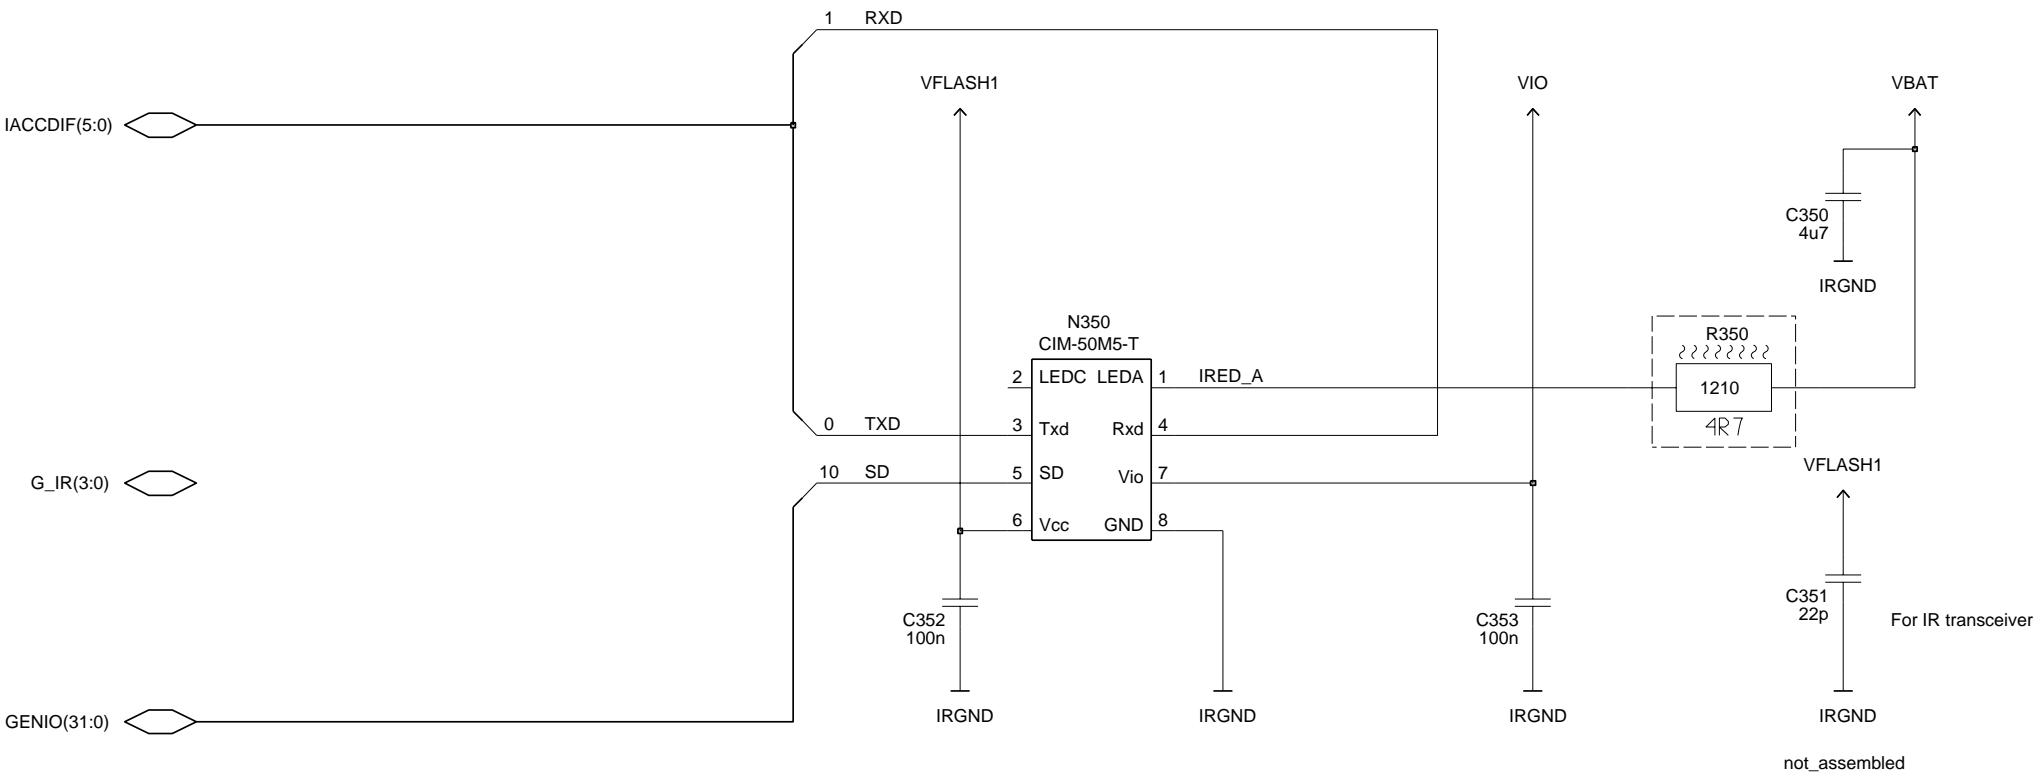 1 RXD
VFLASH1
VIO
VBAT
IACCDIF(5:0)
C350
4u7
IRGND
N350
CIM-50M5-T
R350
2 LEDC LEDA 1 IRED_A
1210
0 TXD 3 Txd Rxd 4
4R7
VFLASH1
G_IR(3:0)
10 SD 5 SD Vio 7
6 Vcc GND 8
C352
100n
C353
100n
C351
22p
For IR transceiver
IRGND
IRGND
IRGND
IRGND
GENIO(31:0)
not_assembled